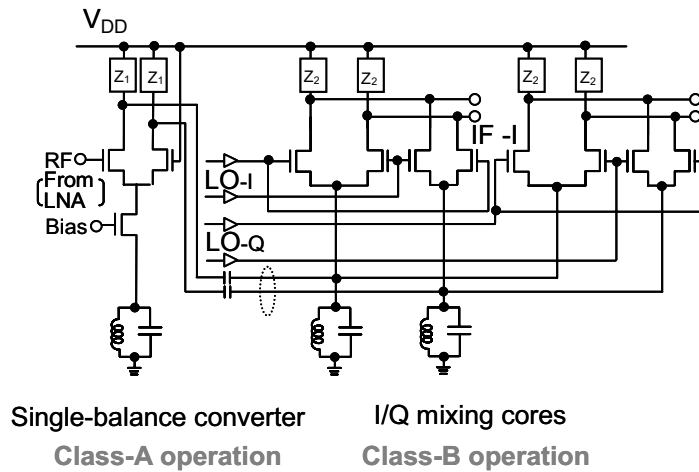 VDD
Z1 Z1 Z2 Z2 Z2 Z2
RF
(From
LNA)
Bias
LO-I
LO-Q
IF -I
Single-balance converter
I/Q mixing cores
Class-A operation
Class-B operation